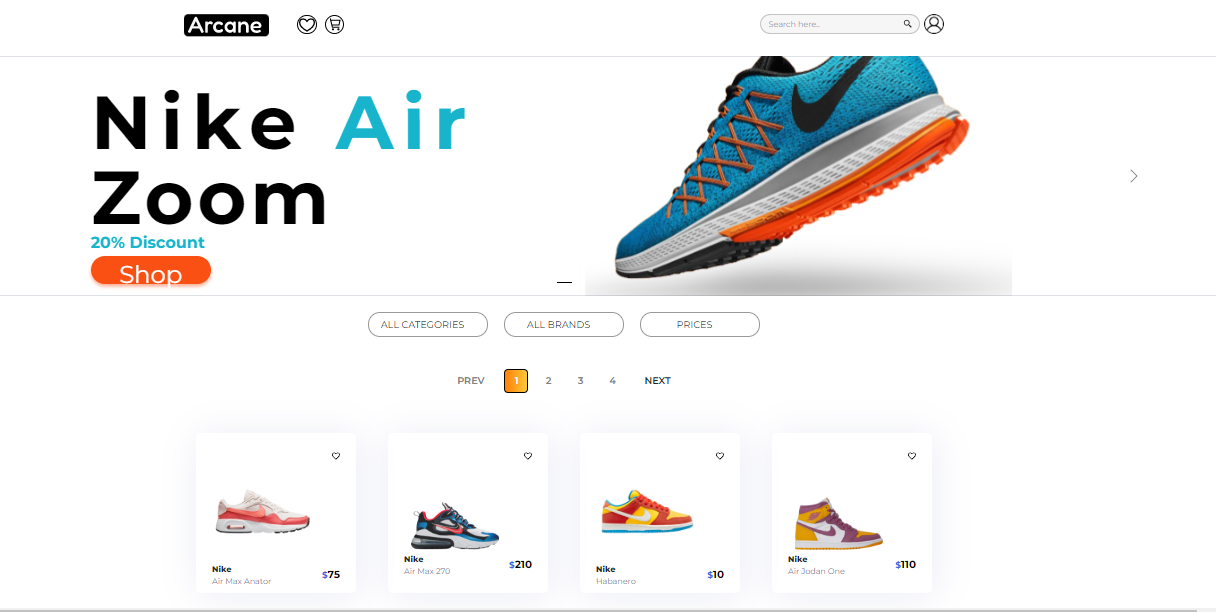 Arcane
Search here..
Nike Air
Zoom
20% Discount
Shop
ALL CATEGORIES
ALL BRANDS
PRICES
PREV 1 2 3 4 NEXT
Nike
Air Max Anator
$75
Nike
Air Max 270
$210
Nike
Habanero
$10
Nike
Air Jodan One
$110